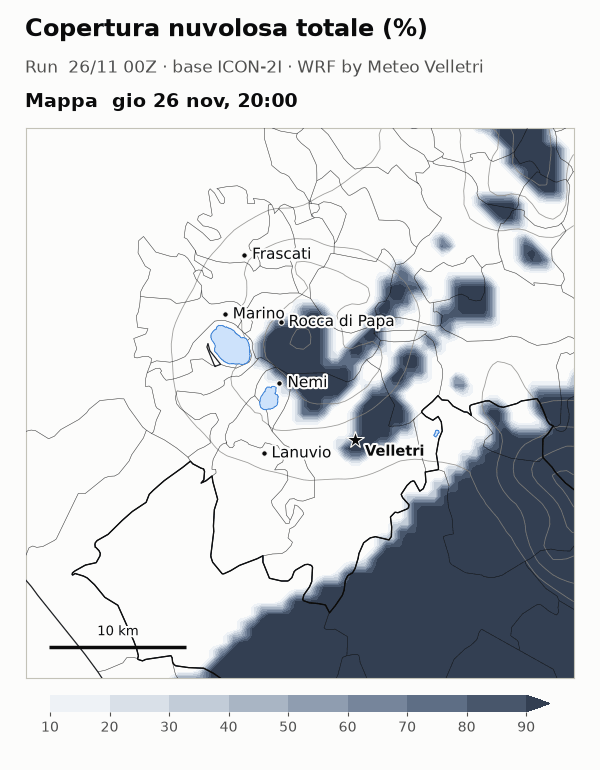 Copertura nuvolosa totale (%)
Run  26/11 00Z · base ICON-2I · WRF by Meteo Velletri
Mappa  gio 26 nov, 20:00
Frascati
Marino
Rocca di Papa
Nemi
Velletri
Lanuvio
10 km
10 20 30 40 50 60 70 80 90